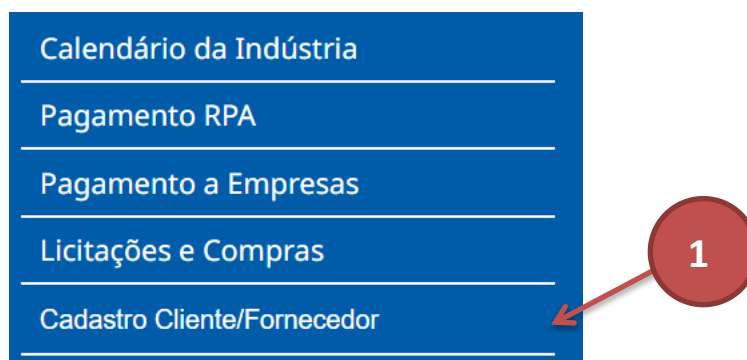 Calendário da Indústria
Pagamento RPA
Pagamento a Empresas
Licitações e Compras
1
Cadastro Cliente/Fornecedor